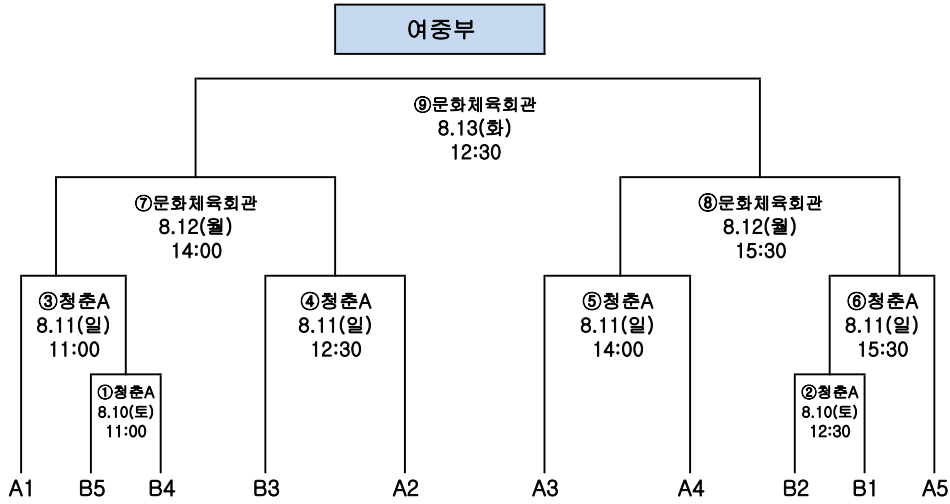 여중부
⑨문화체육회관
8.13(화)
12:30
⑦문화체육회관
8.12(월)
14:00
⑧문화체육회관
8.12(월)
15:30
③청춘A
8.11(일)
11:00
④청춘A
8.11(일)
12:30
⑤청춘A
8.11(일)
14:00
⑥청춘A
8.11(일)
15:30
①청춘A
8.10(토)
11:00
②청춘A
8.10(토)
12:30
A1 B5 B4 B3 A2 A3 A4 B2 B1 A5